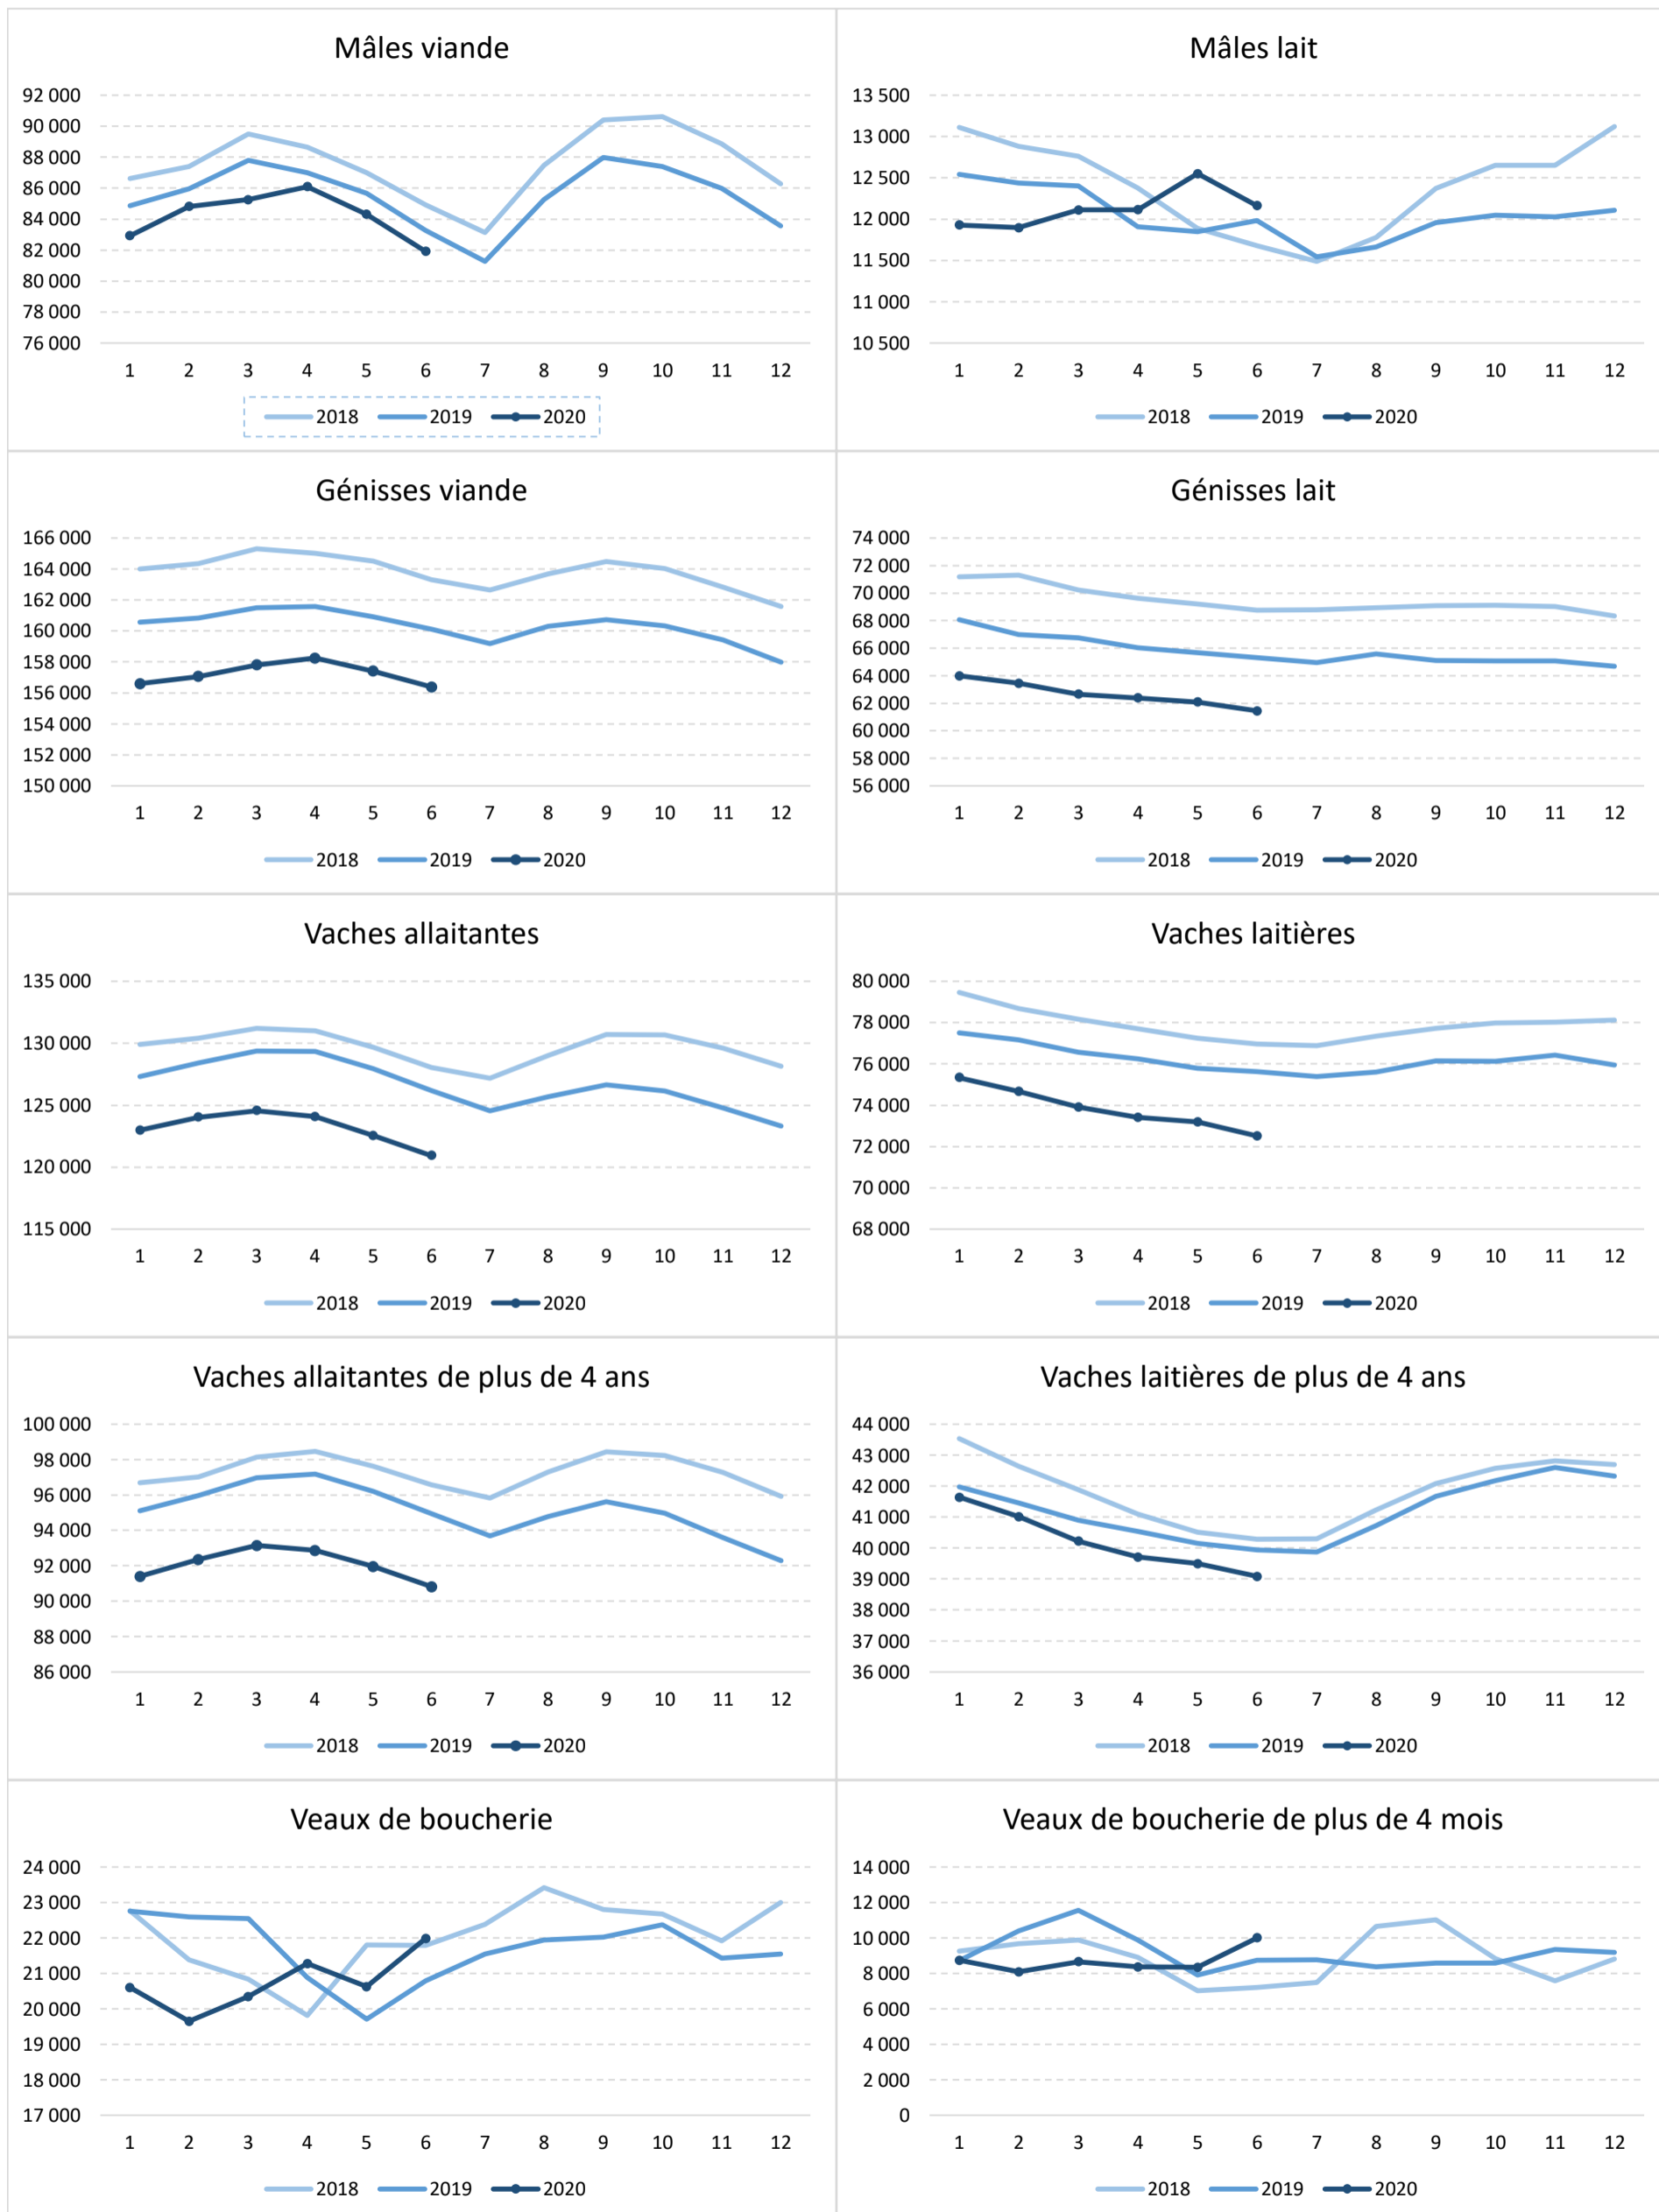 Mâles viande
92 000
90 000
88 000
86 000
84 000
82 000
80 000
78 000
76 000
1 2 3 4 5 6 7 8 9 10 11 12
2018 2019 2020
Mâles lait
13 500
13 000
12 500
12 000
11 500
11 000
10 500
1 2 3 4 5 6 7 8 9 10 11 12
2018 2019 2020
Génisses viande
166 000
164 000
162 000
160 000
158 000
156 000
154 000
152 000
150 000
1 2 3 4 5 6 7 8 9 10 11 12
2018 2019 2020
Génisses lait
74 000
72 000
70 000
68 000
66 000
64 000
62 000
60 000
58 000
56 000
1 2 3 4 5 6 7 8 9 10 11 12
2018 2019 2020
Vaches allaitantes
135 000
130 000
125 000
120 000
115 000
1 2 3 4 5 6 7 8 9 10 11 12
2018 2019 2020
Vaches laitières
80 000
78 000
76 000
74 000
72 000
70 000
68 000
1 2 3 4 5 6 7 8 9 10 11 12
2018 2019 2020
Vaches allaitantes de plus de 4 ans
100 000
98 000
96 000
94 000
92 000
90 000
88 000
86 000
1 2 3 4 5 6 7 8 9 10 11 12
2018 2019 2020
Vaches laitières de plus de 4 ans
44 000
43 000
42 000
41 000
40 000
39 000
38 000
37 000
36 000
1 2 3 4 5 6 7 8 9 10 11 12
2018 2019 2020
Veaux de boucherie
24 000
23 000
22 000
21 000
20 000
19 000
18 000
17 000
1 2 3 4 5 6 7 8 9 10 11 12
2018 2019 2020
Veaux de boucherie de plus de 4 mois
14 000
12 000
10 000
8 000
6 000
4 000
2 000
0
1 2 3 4 5 6 7 8 9 10 11 12
2018 2019 2020